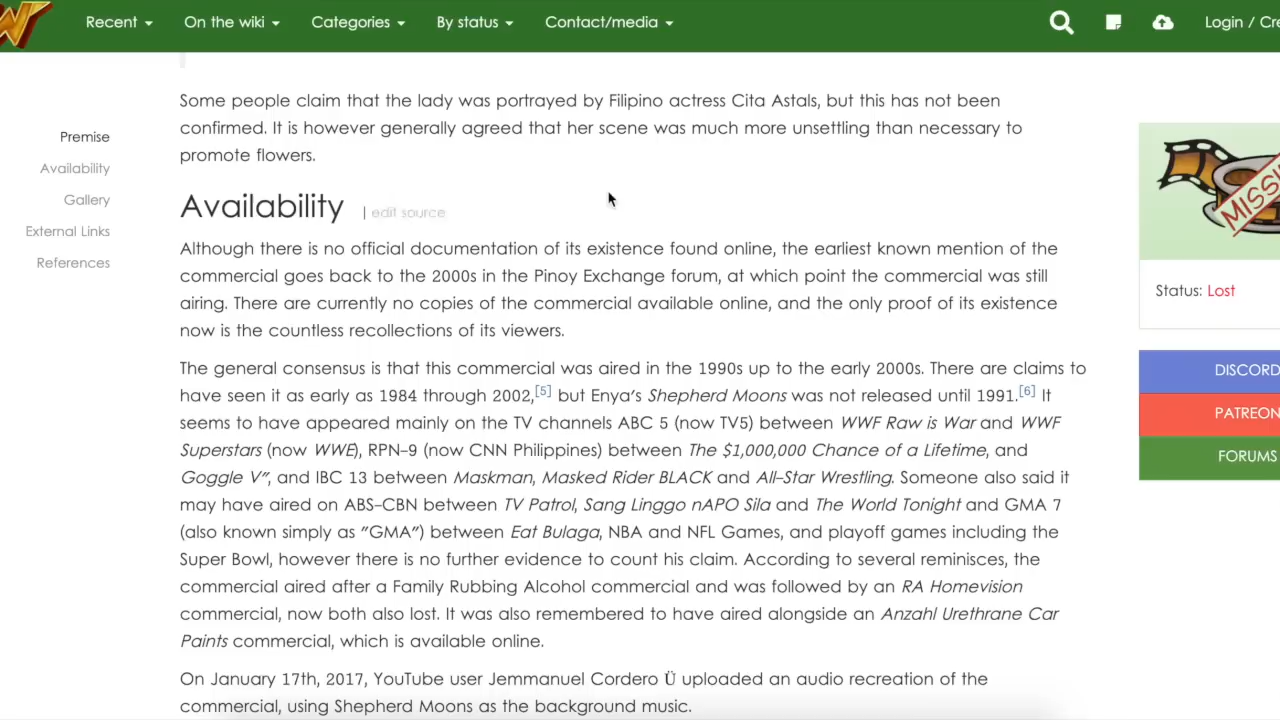 W
Recent
On the wiki
Categories
By status
Contact/media
Login / Cre
Premise
Availability
Gallery
External Links
References
Some people claim that the lady was portrayed by Filipino actress Cita Astals, but this has not been
confirmed. It is however generally agreed that her scene was much more unsettling than necessary to
promote flowers.
Availability | edit source
Although there is no official documentation of its existence found online, the earliest known mention of the
commercial goes back to the 2000s in the Pinoy Exchange forum, at which point the commercial was still
airing. There are currently no copies of the commercial available online, and the only proof of its existence
now is the countless recollections of its viewers.
The general consensus is that this commercial was aired in the 1990s up to the early 2000s. There are claims to
have seen it as early as 1984 through 2002,[5] but Enya's Shepherd Moons was not released until 1991.[6] It
seems to have appeared mainly on the TV channels ABC 5 (now TV5) between WWF Raw is War and WWF
Superstars (now WWE), RPN-9 (now CNN Philippines) between The $1,000,000 Chance of a Lifetime, and
Goggle V", and IBC 13 between Maskman, Masked Rider BLACK and All-Star Wrestling. Someone also said it
may have aired on ABS-CBN between TV Patrol, Sang Linggo nAPO Sila and The World Tonight and GMA 7
(also known simply as "GMA") between Eat Bulaga, NBA and NFL Games, and playoff games including the
Super Bowl, however there is no further evidence to count his claim. According to several reminisces, the
commercial aired after a Family Rubbing Alcohol commercial and was followed by an RA Homevision
commercial, now both also lost. It was also remembered to have aired alongside an Anzahl Urethrane Car
Paints commercial, which is available online.
On January 17th, 2017, YouTube user Jemmanuel Cordero Ü uploaded an audio recreation of the
commercial, using Shepherd Moons as the background music.
MISSI
Status: Lost
DISCORD
PATREON
FORUMS